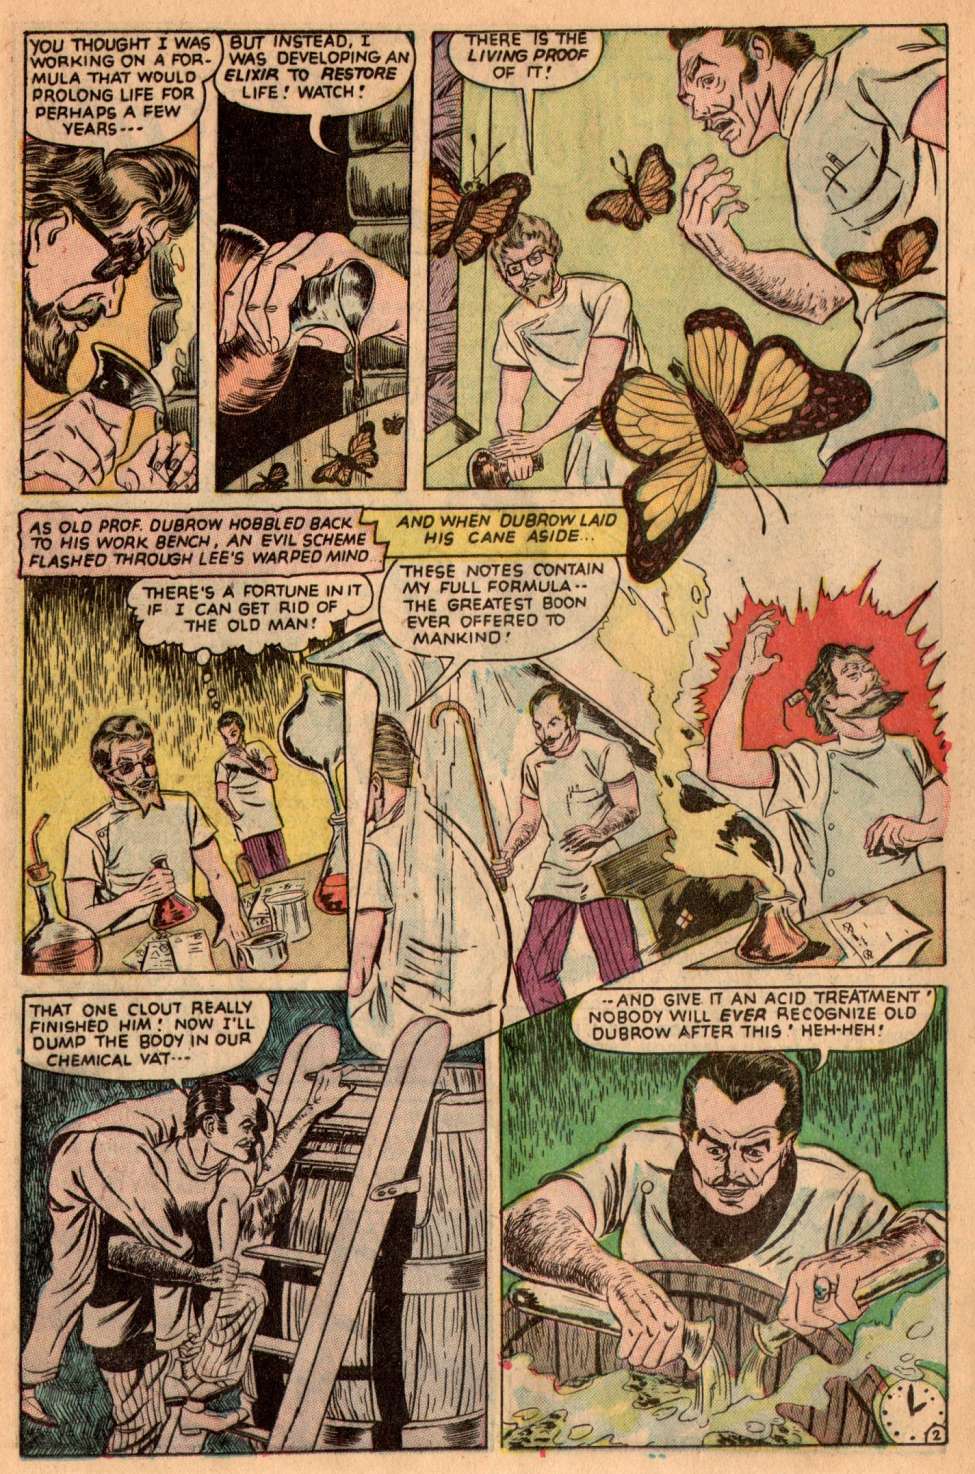 YOU THOUGHT I WAS
WORKING ON A FOR-
MULA THAT WOULD
PROLONG LIFE FOR
PERHAPS A FEW
YEARS---
BUT INSTEAD, I
WAS DEVELOPING AN
ELIXIR TO RESTORE
LIFE! WATCH!
THERE IS THE
LIVING PROOF
OF IT!
AS OLD PROF. DUBROW HOBBLED BACK
TO HIS WORK BENCH, AN EVIL SCHEME
FLASHED THROUGH LEE'S WARPED MIND
THERE'S A FORTUNE IN IT
IF I CAN GET RID OF
THE OLD MAN!
AND WHEN DUBROW LAID
HIS CANE ASIDE...
THESE NOTES CONTAIN
MY FULL FORMULA--
THE GREATEST BOON
EVER OFFERED TO
MANKIND!
THAT ONE CLOUT REALLY
FINISHED HIM! NOW I'LL
DUMP THE BODY IN OUR
CHEMICAL VAT---
--AND GIVE IT AN ACID TREATMENT!
NOBODY WILL EVER RECOGNIZE OLD
DUBROW AFTER THIS! HEH-HEH!
2